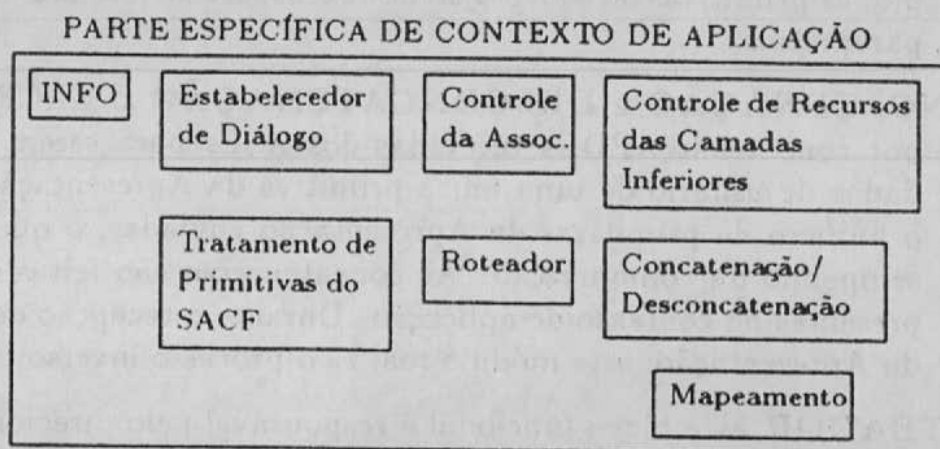 PARTE ESPECÍFICA DE CONTEXTO DE APLICAÇÃO
INFO
Estabelecedor
de Diálogo
Controle
da Assoc.
Controle de Recursos
das Camadas
Inferiores
Tratamento de
Primitivas do
SACF
Roteador
Concatenação/
Desconcatenação
Mapeamento